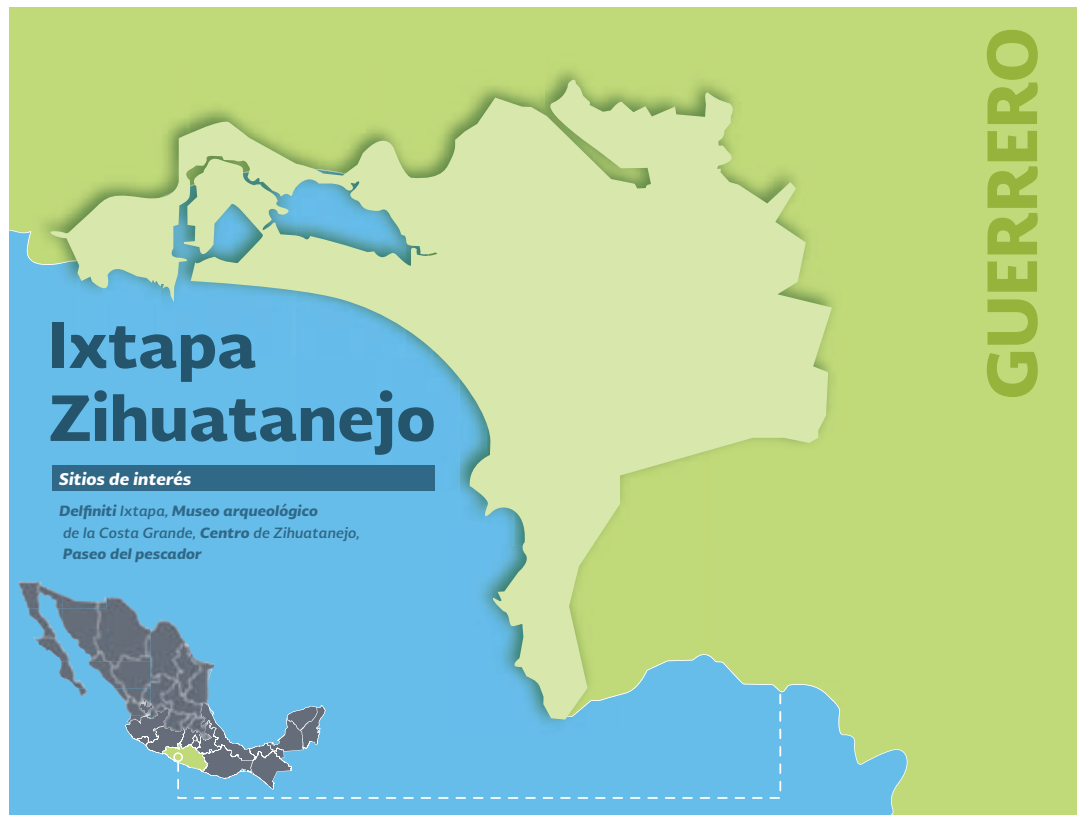 GUERRERO
Ixtapa
Zihuatanejo
Sitios de interés
Delfiniti Ixtapa, Museo arqueológico
de la Costa Grande, Centro de Zihuatanejo,
Paseo del pescador